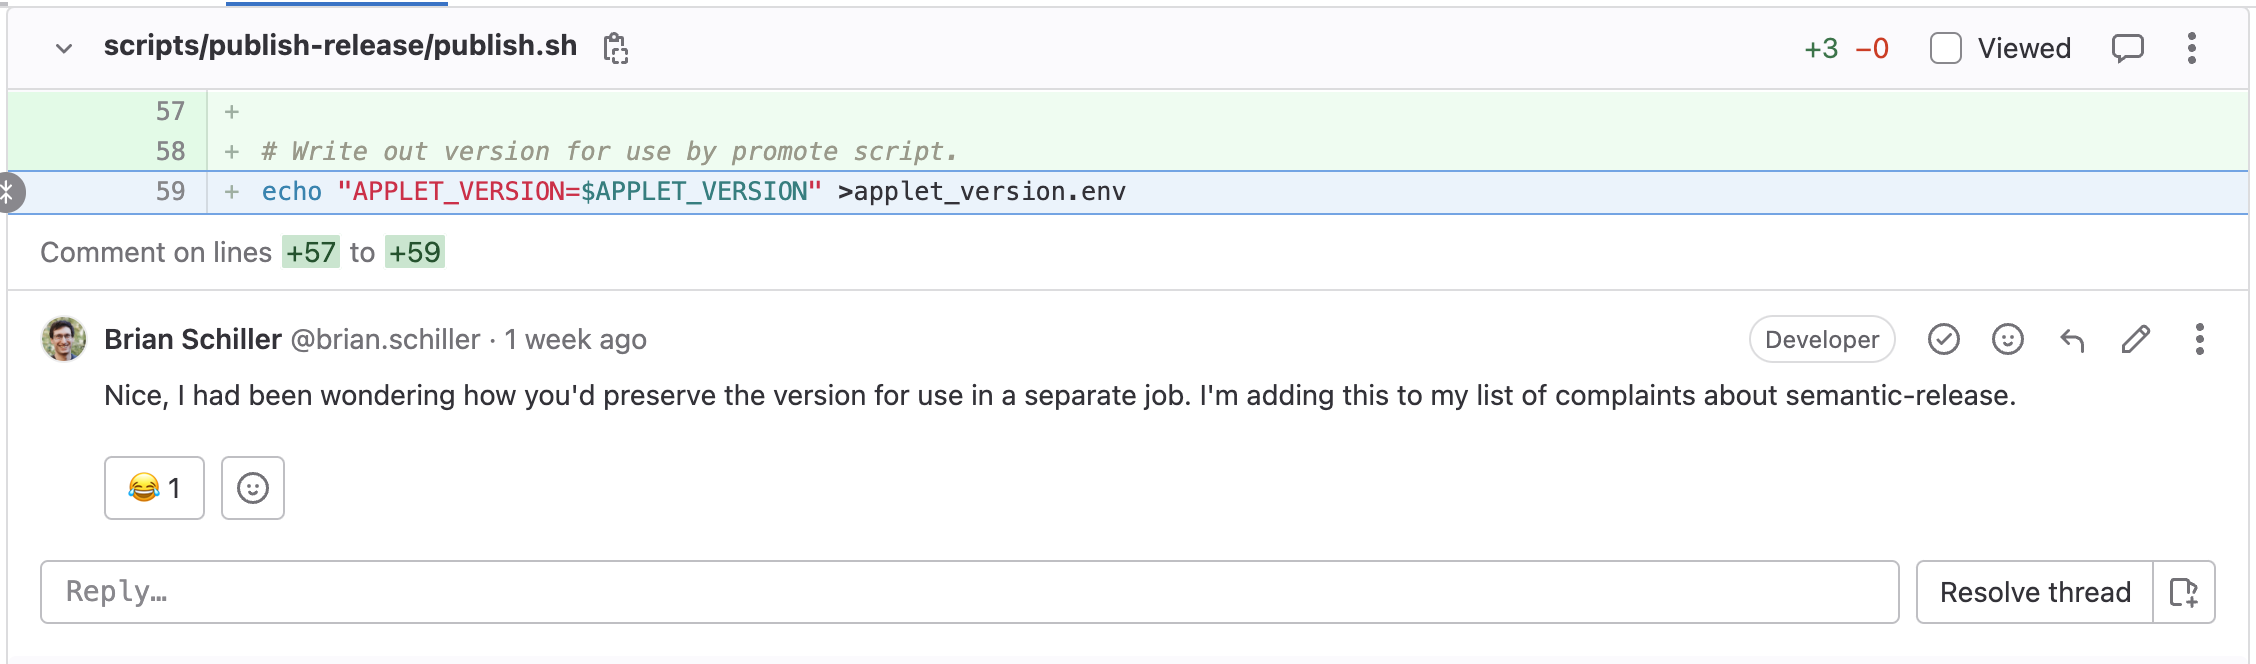 scripts/publish-release/publish.sh +3 −0 Viewed
57 +
58 + # Write out version for use by promote script.
59 + echo "APPLET_VERSION=$APPLET_VERSION" >applet_version.env
Comment on lines +57 to +59
Brian Schiller @brian.schiller · 1 week ago Developer
Nice, I had been wondering how you'd preserve the version for use in a separate job. I'm adding this to my list of complaints about semantic-release.
😂 1
Reply… Resolve thread